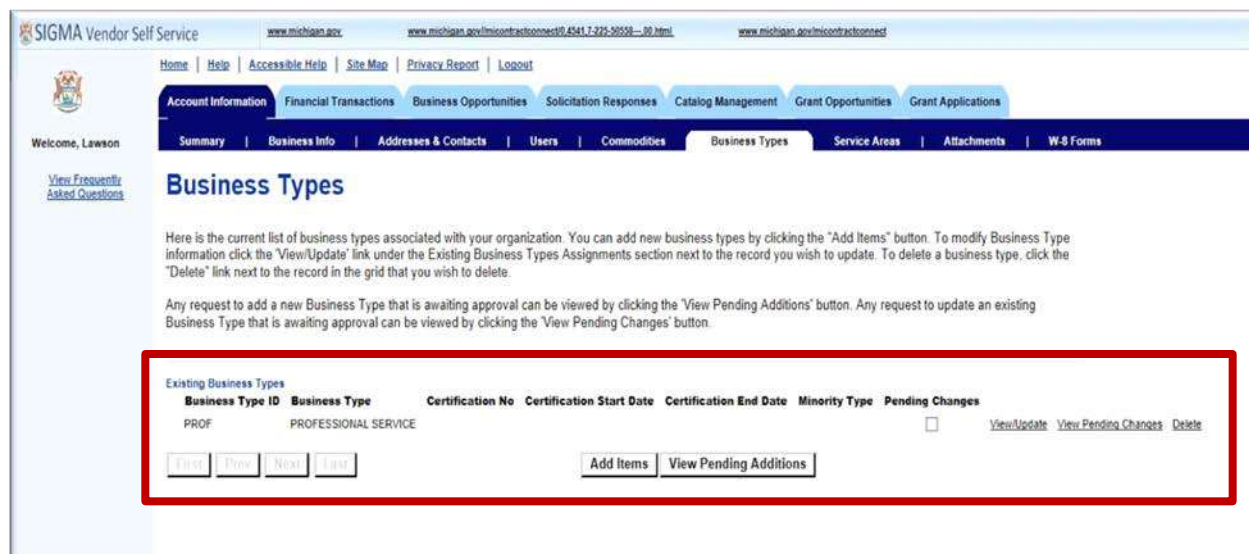 SIGMA Vendor Self Service
www.michigan.gov
www.michigan.gov/micontractconnect
Home | Help | Accessible Help | Site Map | Privacy Report | Logout
Account Information Financial Transactions Business Opportunities Solicitation Responses Catalog Management Grant Opportunities Grant Applications
Welcome, Lawson
Summary | Business Info | Addresses & Contacts | Users | Commodities Business Types Service Areas | Attachments | W-8 Forms
View Frequently
Asked Questions
Business Types
Here is the current list of business types associated with your organization. You can add new business types by clicking the "Add Items" button. To modify Business Type
information click the 'View/Update' link under the Existing Business Types Assignments section next to the record you wish to update. To delete a business type, click the
"Delete" link next to the record in the grid that you wish to delete.
Any request to add a new Business Type that is awaiting approval can be viewed by clicking the 'View Pending Additions' button. Any request to update an existing
Business Type that is awaiting approval can be viewed by clicking the 'View Pending Changes' button.
Existing Business Types
Business Type ID Business Type Certification No Certification Start Date Certification End Date Minority Type Pending Changes
PROF PROFESSIONAL SERVICE View/Update View Pending Changes Delete
First Prev Next Last Add Items View Pending Additions